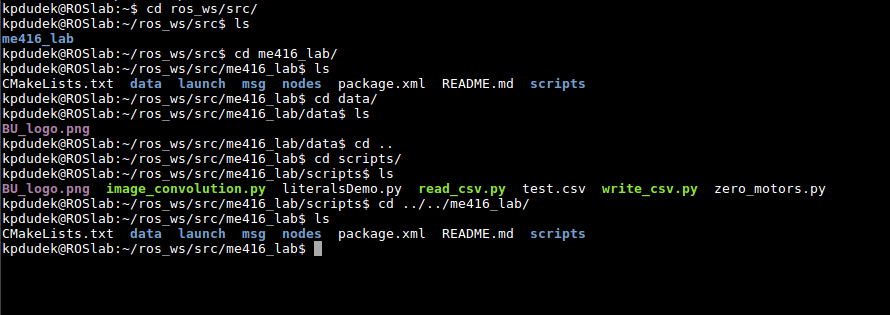 kpdudek@ROSlab:~$ cd ros_ws/src/
kpdudek@ROSlab:~/ros_ws/src$ ls
me416_lab
kpdudek@ROSlab:~/ros_ws/src$ cd me416_lab/
kpdudek@ROSlab:~/ros_ws/src/me416_lab$ ls
CMakeLists.txt  data  launch  msg  nodes  package.xml  README.md  scripts
kpdudek@ROSlab:~/ros_ws/src/me416_lab$ cd data/
kpdudek@ROSlab:~/ros_ws/src/me416_lab/data$ ls
BU_logo.png
kpdudek@ROSlab:~/ros_ws/src/me416_lab/data$ cd ..
kpdudek@ROSlab:~/ros_ws/src/me416_lab$ cd scripts/
kpdudek@ROSlab:~/ros_ws/src/me416_lab/scripts$ ls
BU_logo.png  image_convolution.py  literalsDemo.py  read_csv.py  test.csv  write_csv.py  zero_motors.py
kpdudek@ROSlab:~/ros_ws/src/me416_lab/scripts$ cd ../../me416_lab/
kpdudek@ROSlab:~/ros_ws/src/me416_lab$ ls
CMakeLists.txt  data  launch  msg  nodes  package.xml  README.md  scripts
kpdudek@ROSlab:~/ros_ws/src/me416_lab$